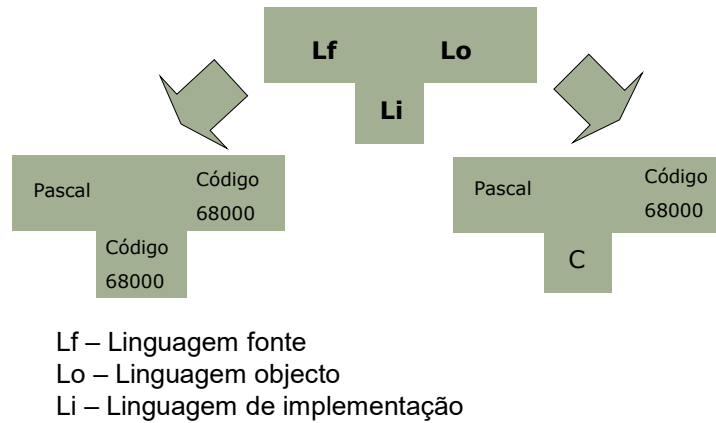 Lf Lo
Li
Pascal
Código
68000
Código
68000
Pascal
Código
68000
C
Lf – Linguagem fonte
Lo – Linguagem objecto
Li – Linguagem de implementação